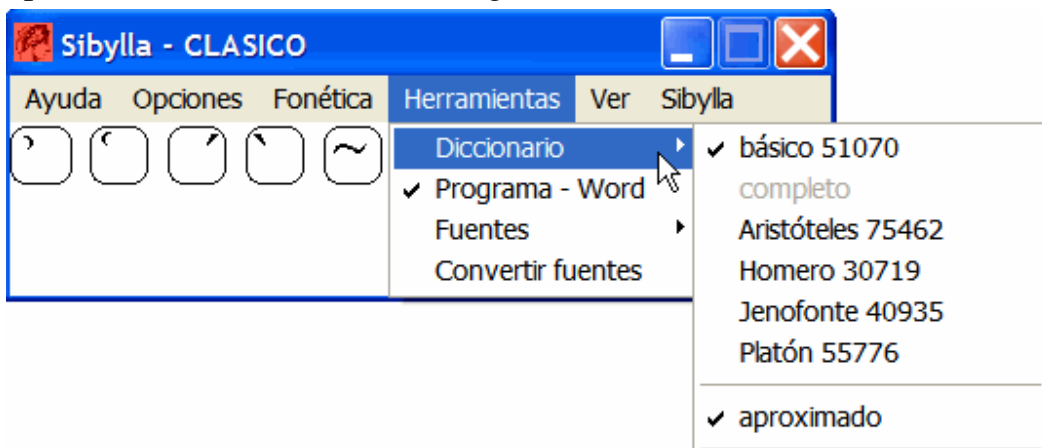 Sibylla - CLASICO
Ayuda Opciones Fonética Herramientas Ver Sibylla
Diccionario
Programa - Word
Fuentes
Convertir fuentes
básico 51070
completo
Aristóteles 75462
Homero 30719
Jenofonte 40935
Platón 55776
aproximado